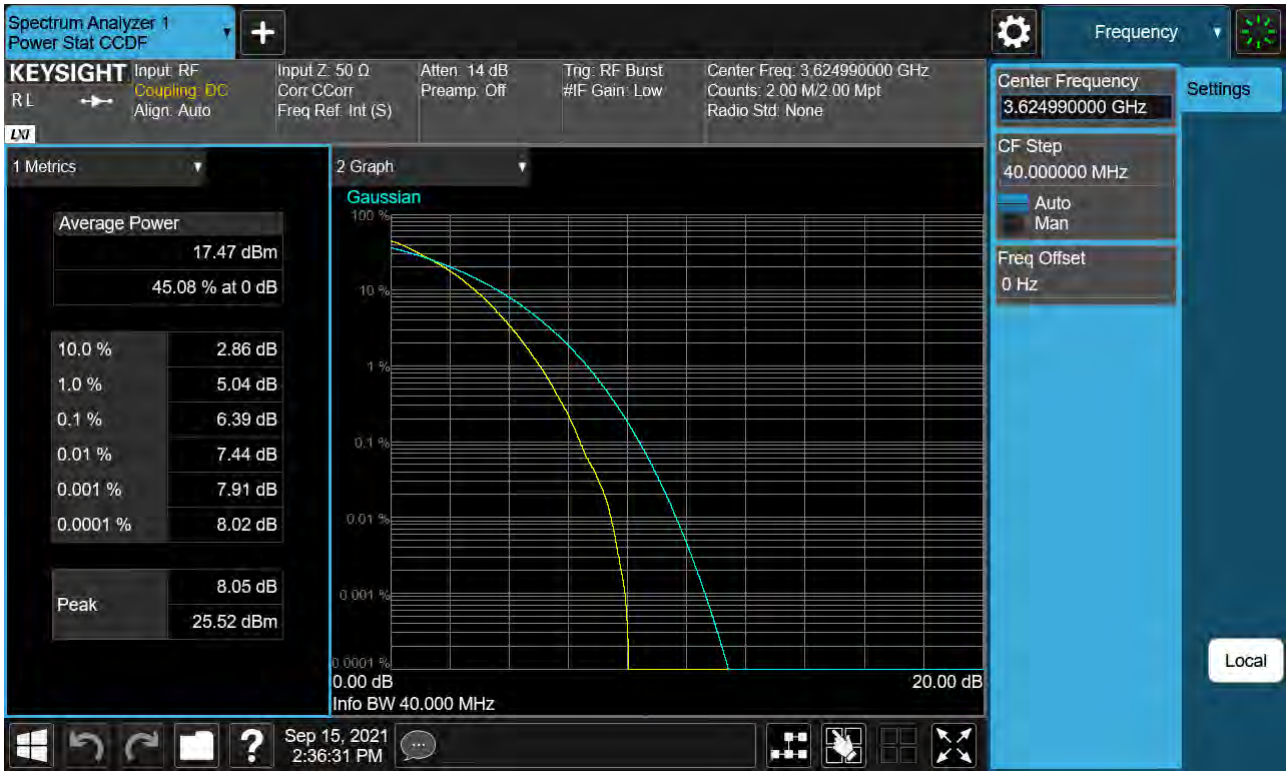 Spectrum Analyzer 1
Power Stat CCDF
Frequency
KEYSIGHT
R L
LXI
Input: RF
Coupling: DC
Align: Auto
Input Z: 50 Ω
Corr CCorr
Freq Ref: Int (S)
Atten: 14 dB
Preamp: Off
Trig: RF Burst
#IF Gain: Low
Center Freq: 3.624990000 GHz
Counts: 2.00 M/2.00 Mpt
Radio Std: None
1 Metrics
Average Power
17.47 dBm
45.08 % at 0 dB
10.0 % 2.86 dB
1.0 % 5.04 dB
0.1 % 6.39 dB
0.01 % 7.44 dB
0.001 % 7.91 dB
0.0001 % 8.02 dB
Peak
8.05 dB
25.52 dBm
2 Graph
Gaussian
100 %
10 %
1 %
0.1 %
0.01 %
0.001 %
0.0001 %
0.00 dB 20.00 dB
Info BW 40.000 MHz
Center Frequency
3.624990000 GHz
CF Step
40.000000 MHz
Auto
Man
Freq Offset
0 Hz
Settings
Local
?
Sep 15, 2021
2:36:31 PM